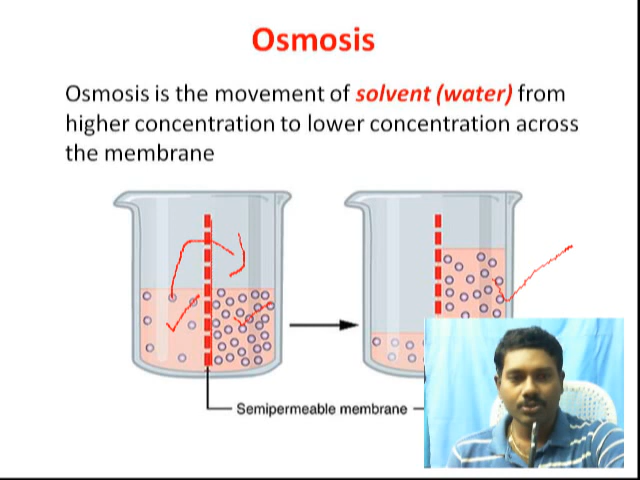 Osmosis
Osmosis is the movement of solvent (water) from
higher concentration to lower concentration across
the membrane
Semipermeable membrane